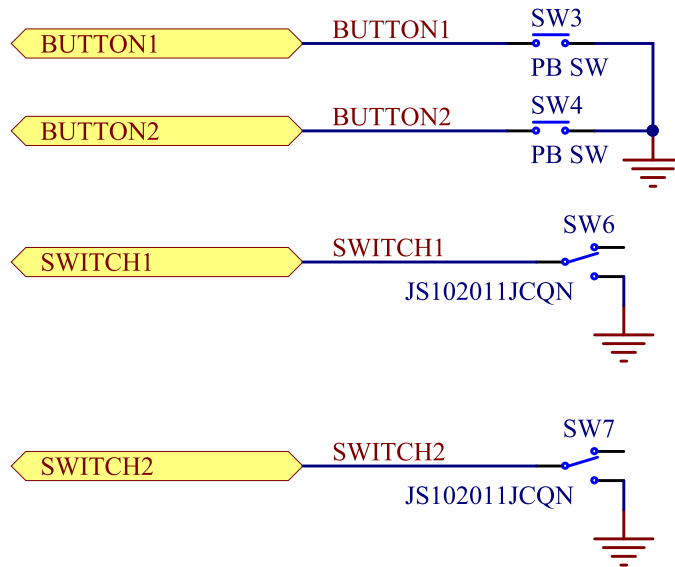 BUTTON1 BUTTON1 SW3
PB SW
BUTTON2 BUTTON2 SW4
PB SW
SWITCH1 SWITCH1 SW6
JS102011JCQN
SWITCH2 SWITCH2 SW7
JS102011JCQN